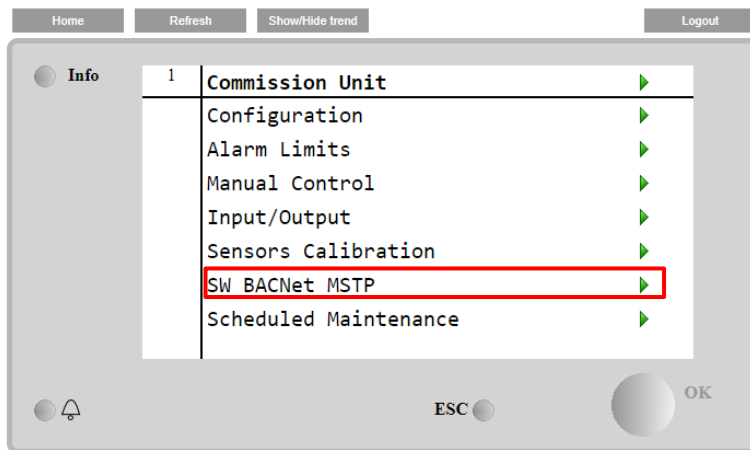 Home Refresh Show/Hide trend Logout
Info 1 Commission Unit
Configuration
Alarm Limits
Manual Control
Input/Output
Sensors Calibration
SW BACNet MSTP
Scheduled Maintenance
OK
ESC